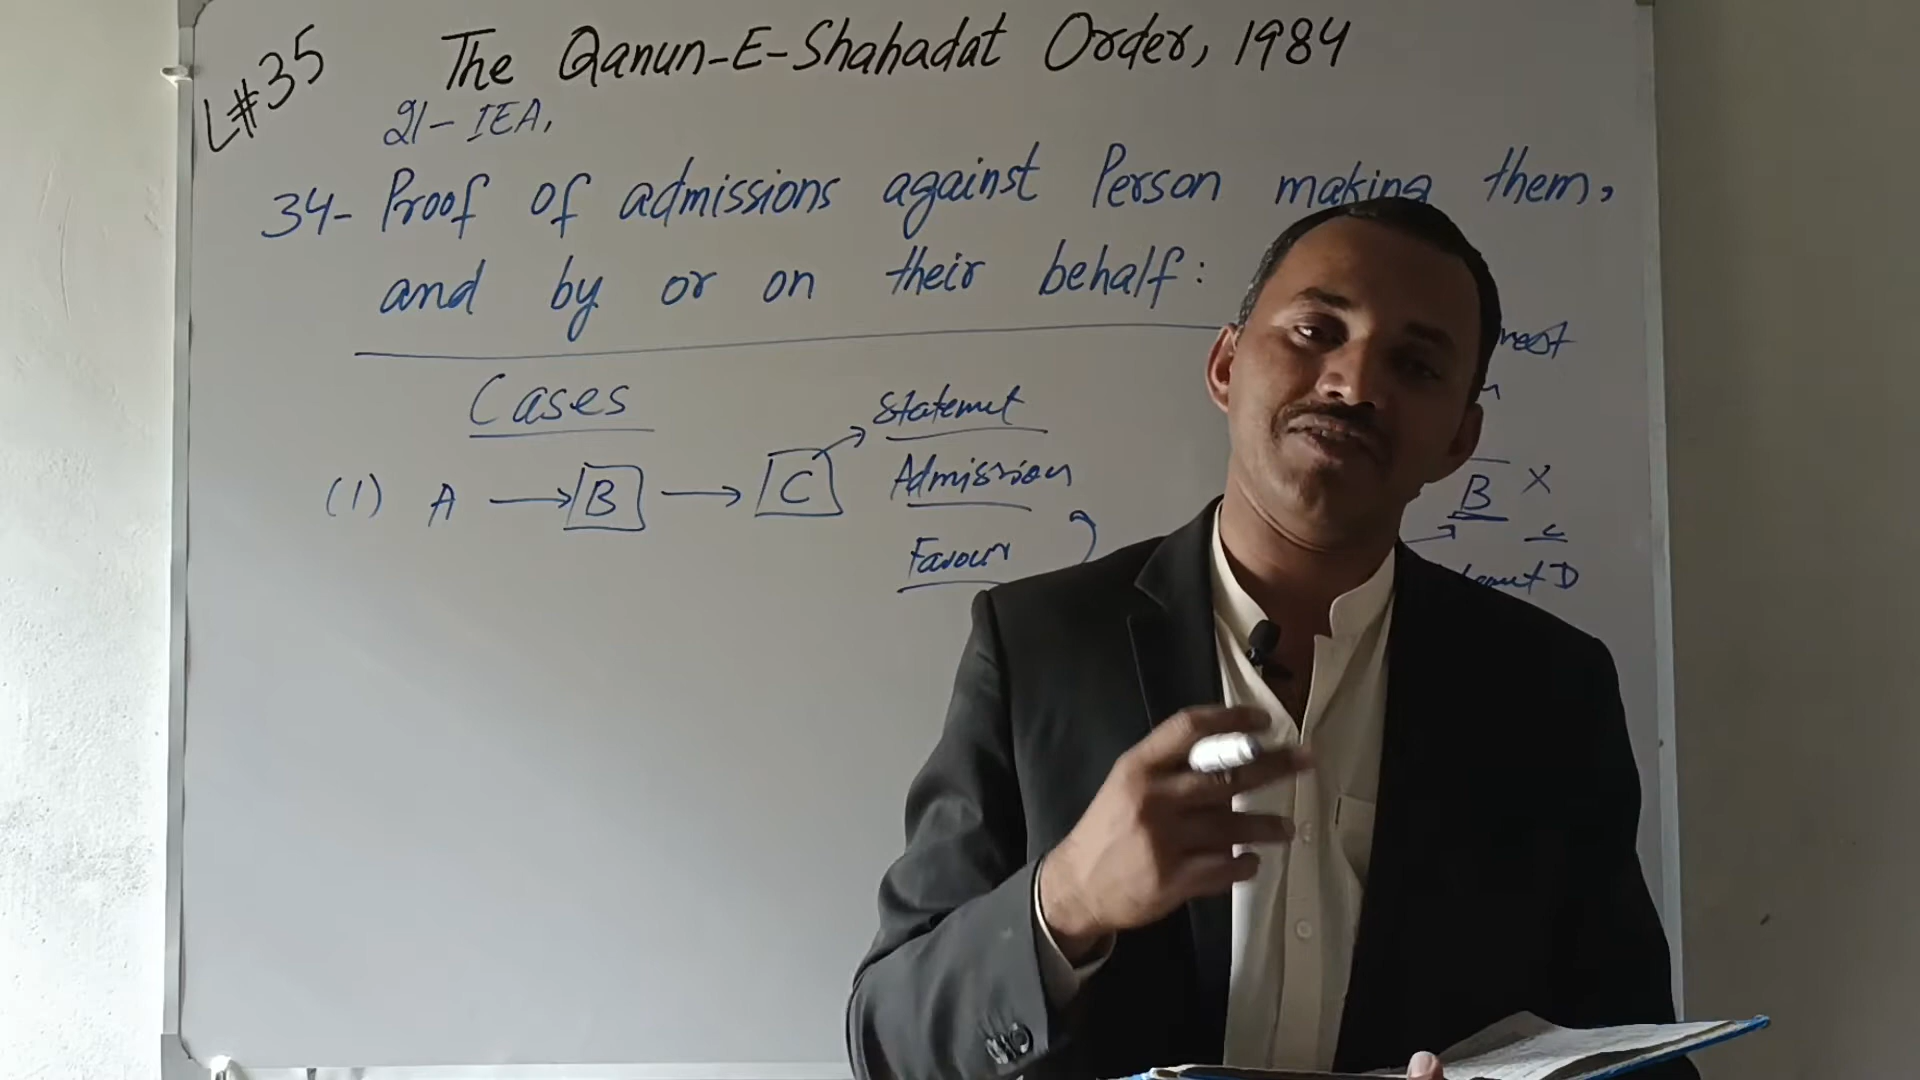 L#35
The Qanun-E-Shahadat Order, 1984
21- IEA,
34- Proof of admissions against Person making them,
and by or on their behalf:
Cases
Statemut
(1) A → B → C
Admission
Favour
B X
D